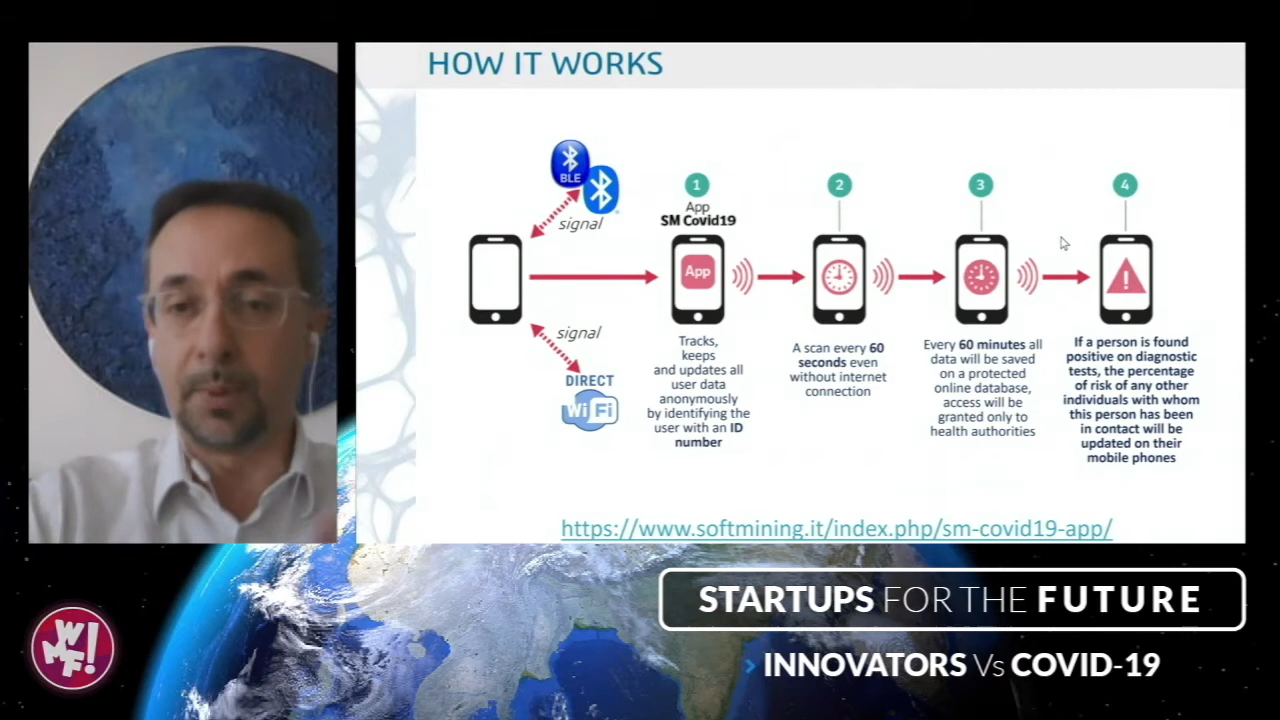 HOW IT WORKS
BLE
signal
signal
DIRECT
WiFi
1
App
SM Covid19
App
Tracks,
keeps
and updates all
user data
anonymously
by identifying the
user with an ID
number
2
A scan every 60
seconds even
without internet
connection
3
Every 60 minutes all
data will be saved
on a protected
online database,
access will be
granted only to
health authorities
4
If a person is found
positive on diagnostic
tests, the percentage
of risk of any other
individuals with whom
this person has been
in contact will be
updated on their
mobile phones
https://www.softmining.it/index.php/sm-covid19-app/
WMF!
STARTUPS FOR THE FUTURE
› INNOVATORS Vs COVID-19